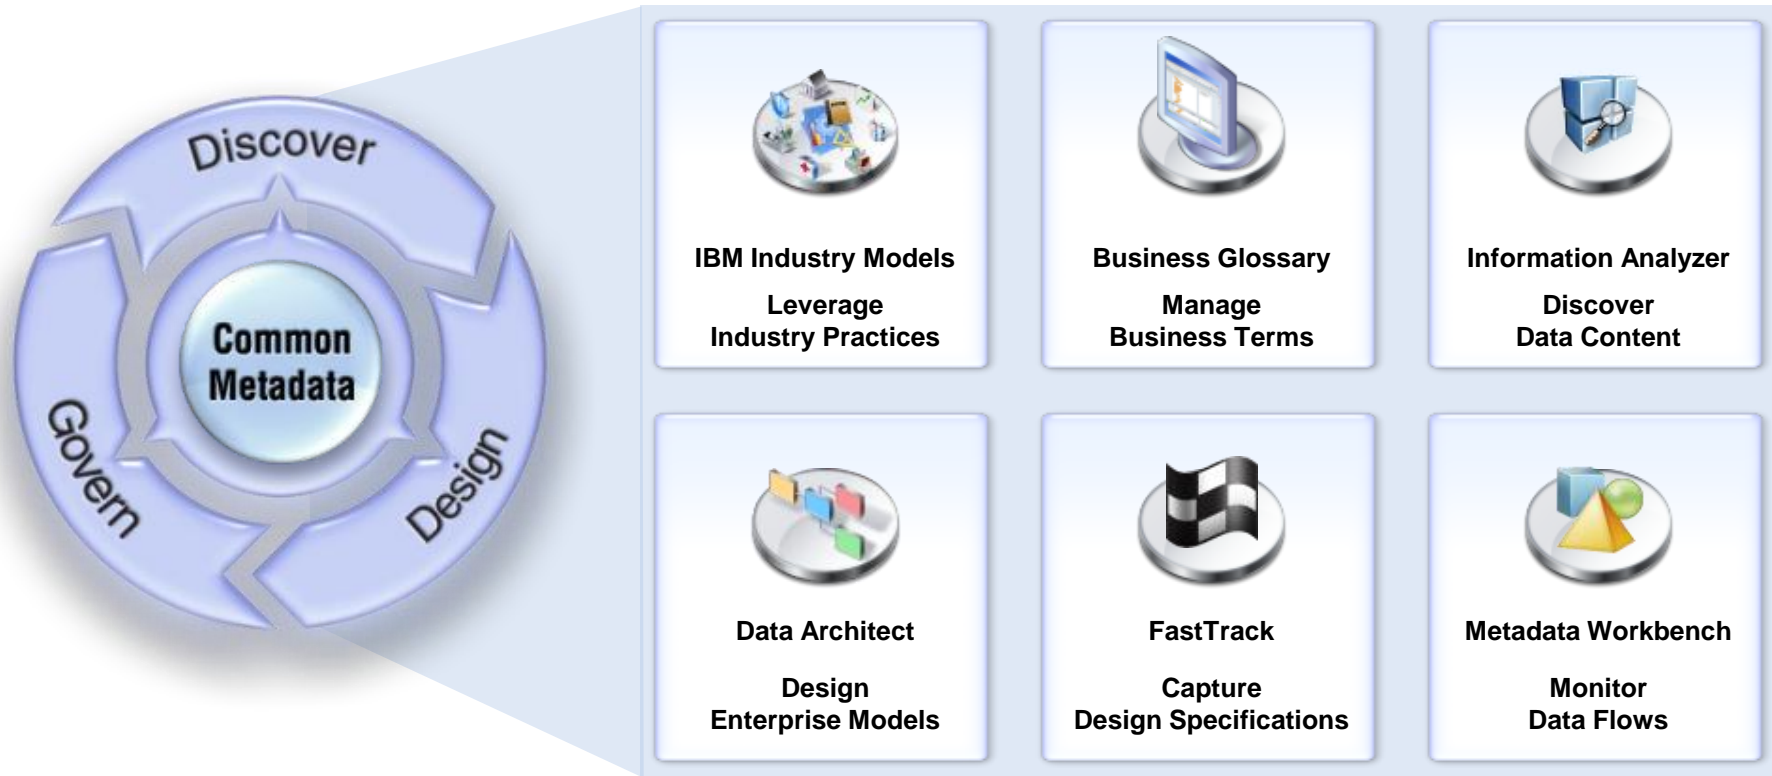 Discover
Common
Metadata
Govern
Design
IBM Industry Models
Leverage
Industry Practices
Business Glossary
Manage
Business Terms
Information Analyzer
Discover
Data Content
Data Architect
Design
Enterprise Models
FastTrack
Capture
Design Specifications
Metadata Workbench
Monitor
Data Flows